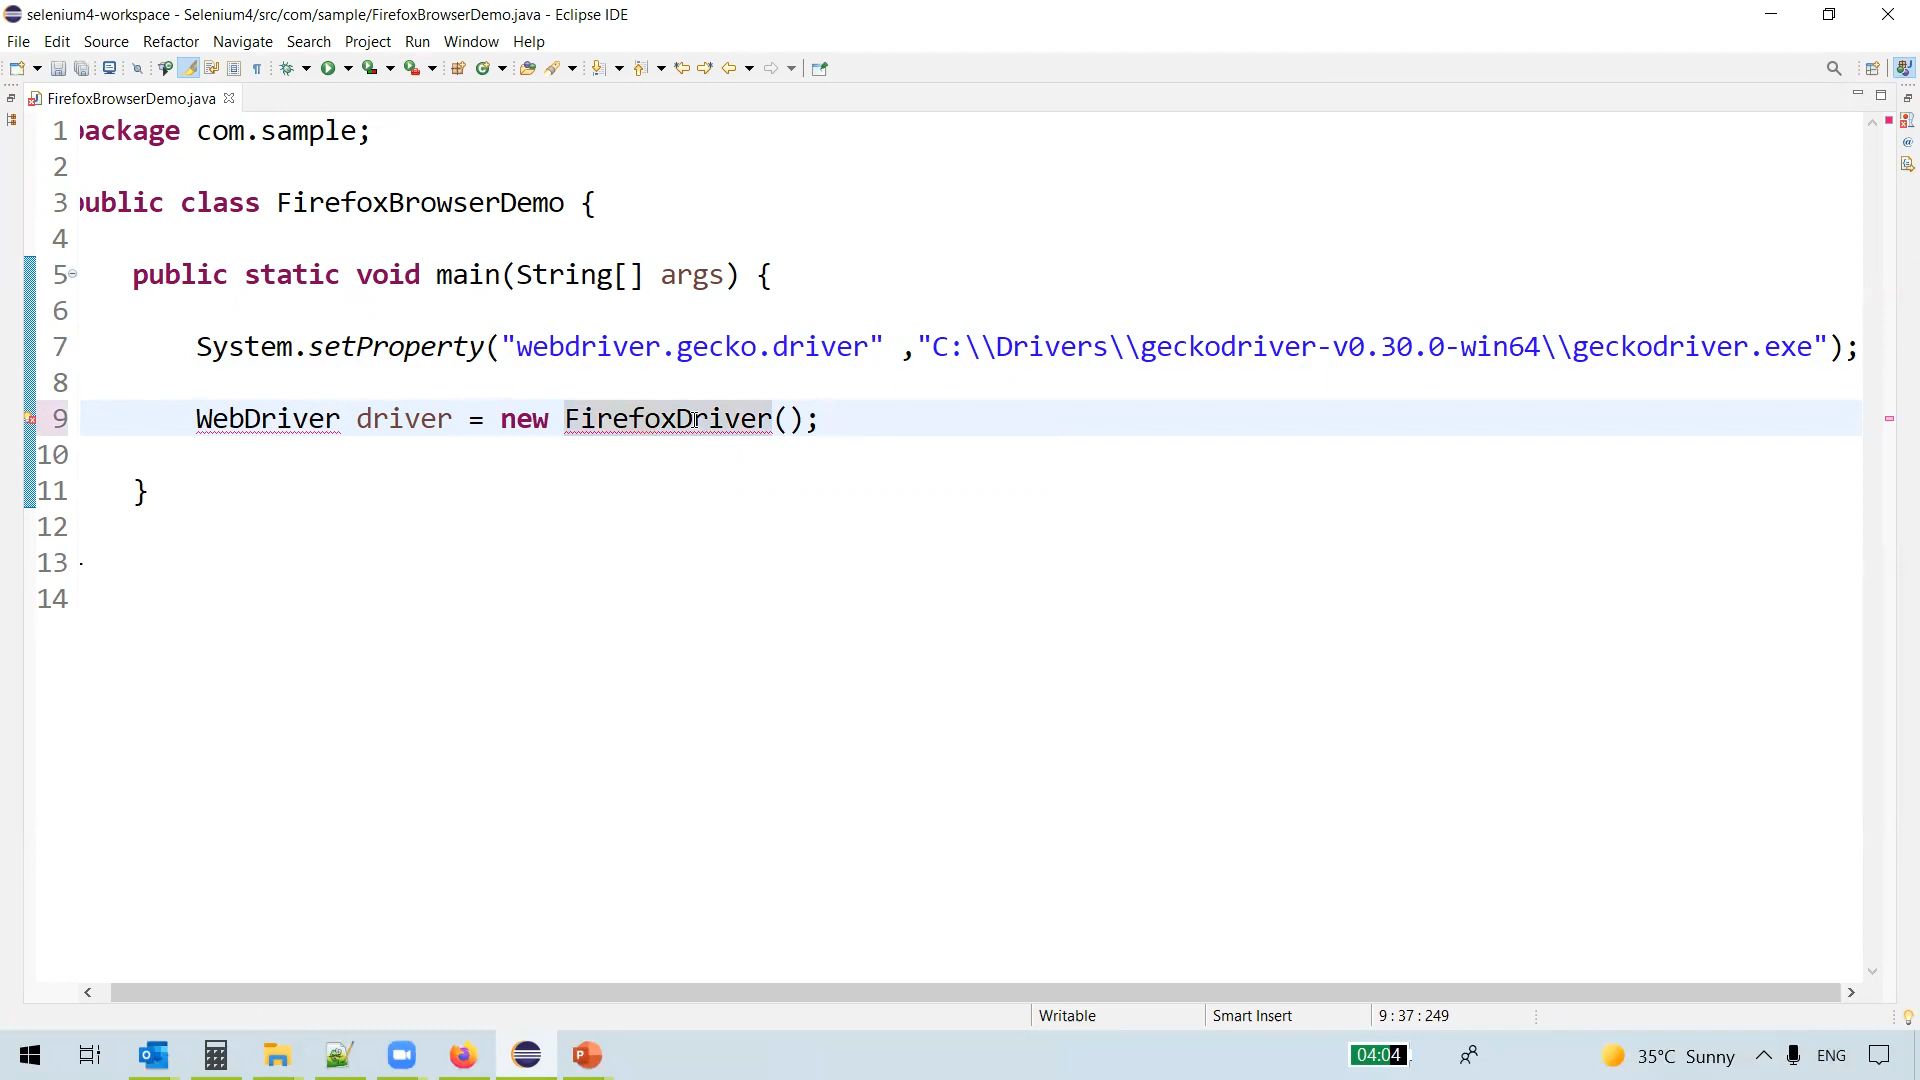 selenium4-workspace - Selenium4/src/com/sample/FirefoxBrowserDemo.java - Eclipse IDE
File Edit Source Refactor Navigate Search Project Run Window Help
FirefoxBrowserDemo.java
1 package com.sample;
2
3 public class FirefoxBrowserDemo {
4
5 public static void main(String[] args) {
6
7 System.setProperty("webdriver.gecko.driver" ,"C:\\Drivers\\geckodriver-v0.30.0-win64\\geckodriver.exe");
8
9 WebDriver driver = new FirefoxDriver();
10
11 }
12
13
14
Writable Smart Insert 9 : 37 : 249
04:04 35°C Sunny ENG